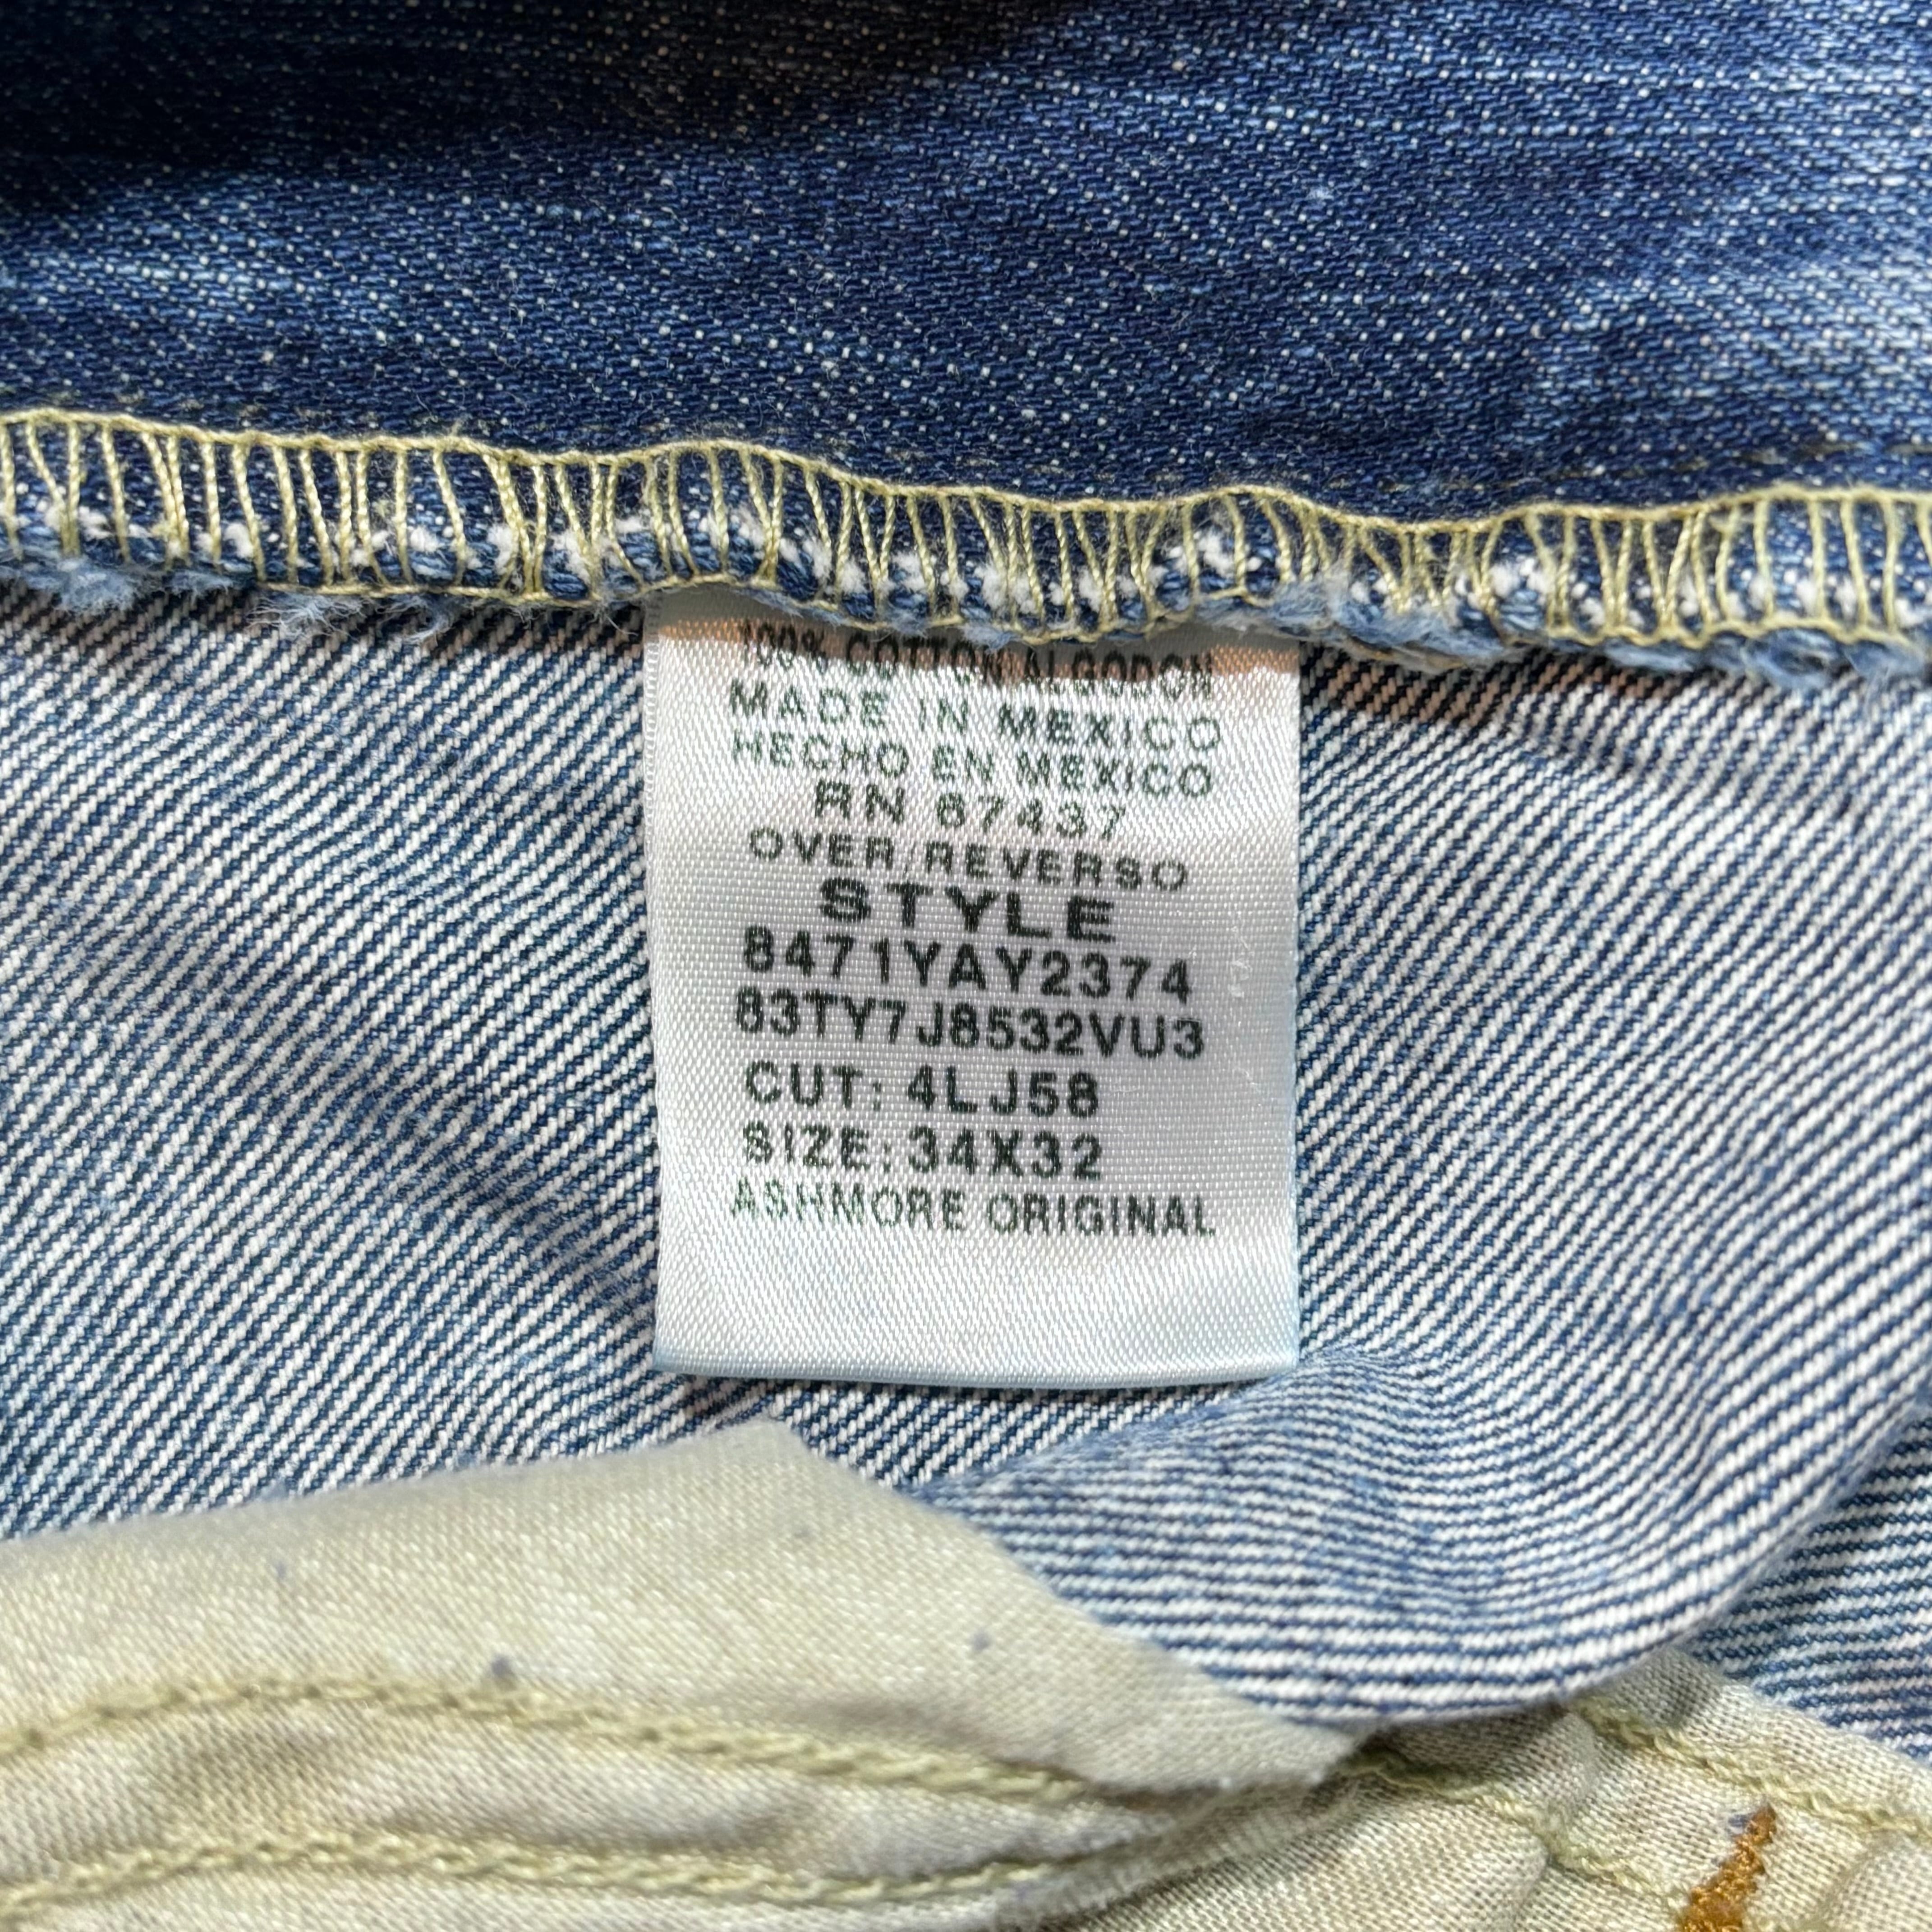 100% COTTON ALGODON
MADE IN MEXICO
HECHO EN MEXICO
RN 67437
OVER/REVERSO
STYLE
8471YAY2374
83TY7J8532VU3
CUT: 4LJ58
SIZE: 34X32
ASHMORE ORIGINAL